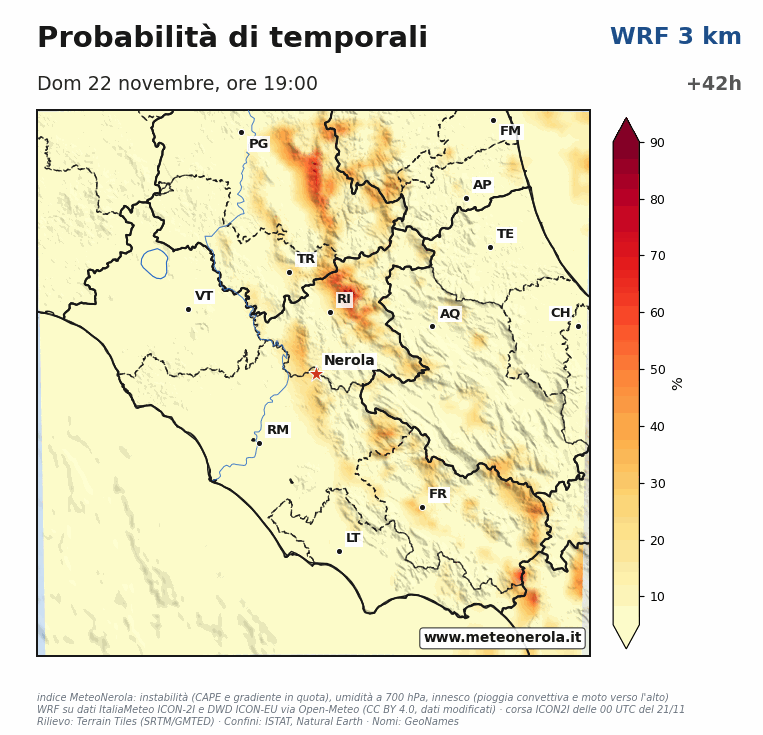 Probabilità di temporali
WRF 3 km
Dom 22 novembre, ore 19:00
+42h
FM
PG
AP
TE
TR
VT
RI
AQ
CH
Nerola
RM
FR
LT
www.meteonerola.it
90
80
70
60
50
40
30
20
10
%
indice MeteoNerola: instabilità (CAPE e gradiente in quota), umidità a 700 hPa, innesco (pioggia convettiva e moto verso l'alto)
WRF su dati ItaliaMeteo ICON-2I e DWD ICON-EU via Open-Meteo (CC BY 4.0, dati modificati) · corsa ICON2I delle 00 UTC del 21/11
Rilievo: Terrain Tiles (SRTM/GMTED) · Confini: ISTAT, Natural Earth · Nomi: GeoNames